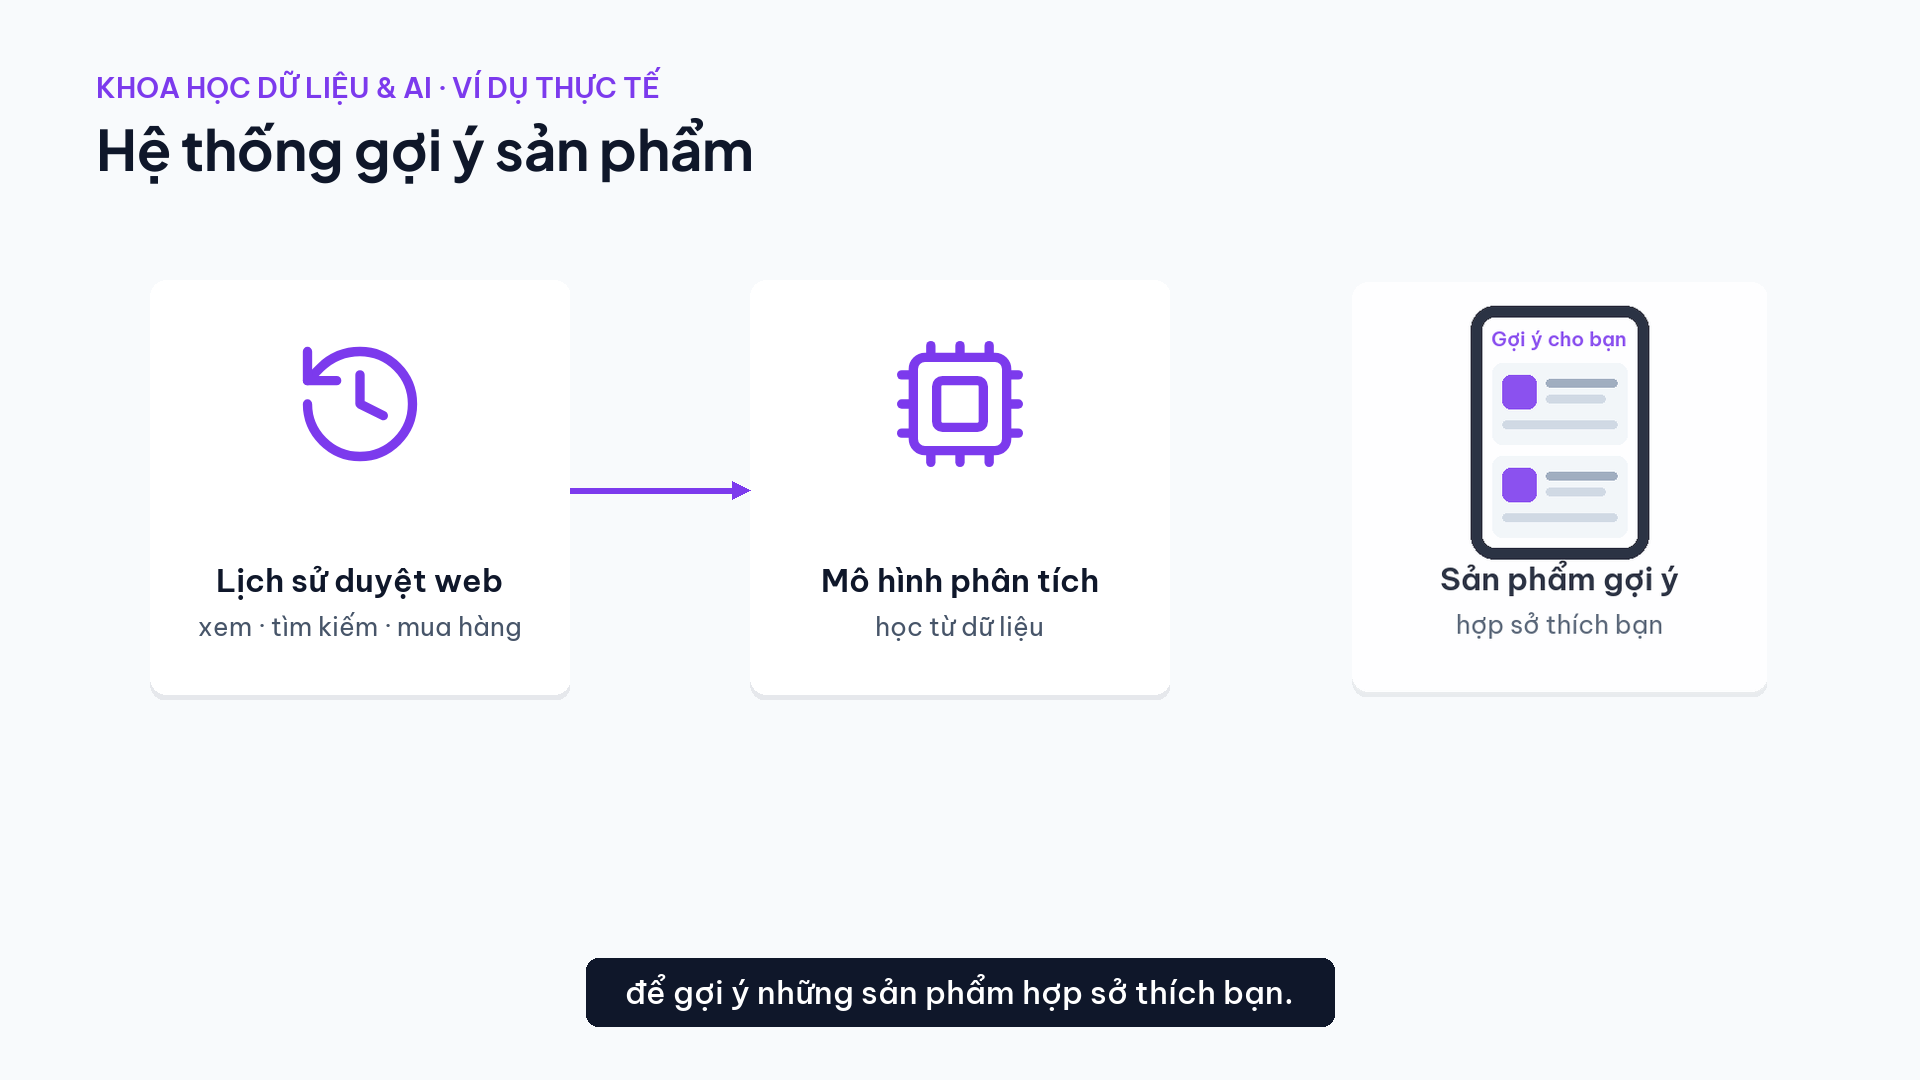 KHOA HỌC DỮ LIỆU & AI · VÍ DỤ THỰC TẾ
Hệ thống gợi ý sản phẩm
Lịch sử duyệt web
xem · tìm kiếm · mua hàng
Mô hình phân tích
học từ dữ liệu
Gợi ý cho bạn
Sản phẩm gợi ý
hợp sở thích bạn
để gợi ý những sản phẩm hợp sở thích bạn.